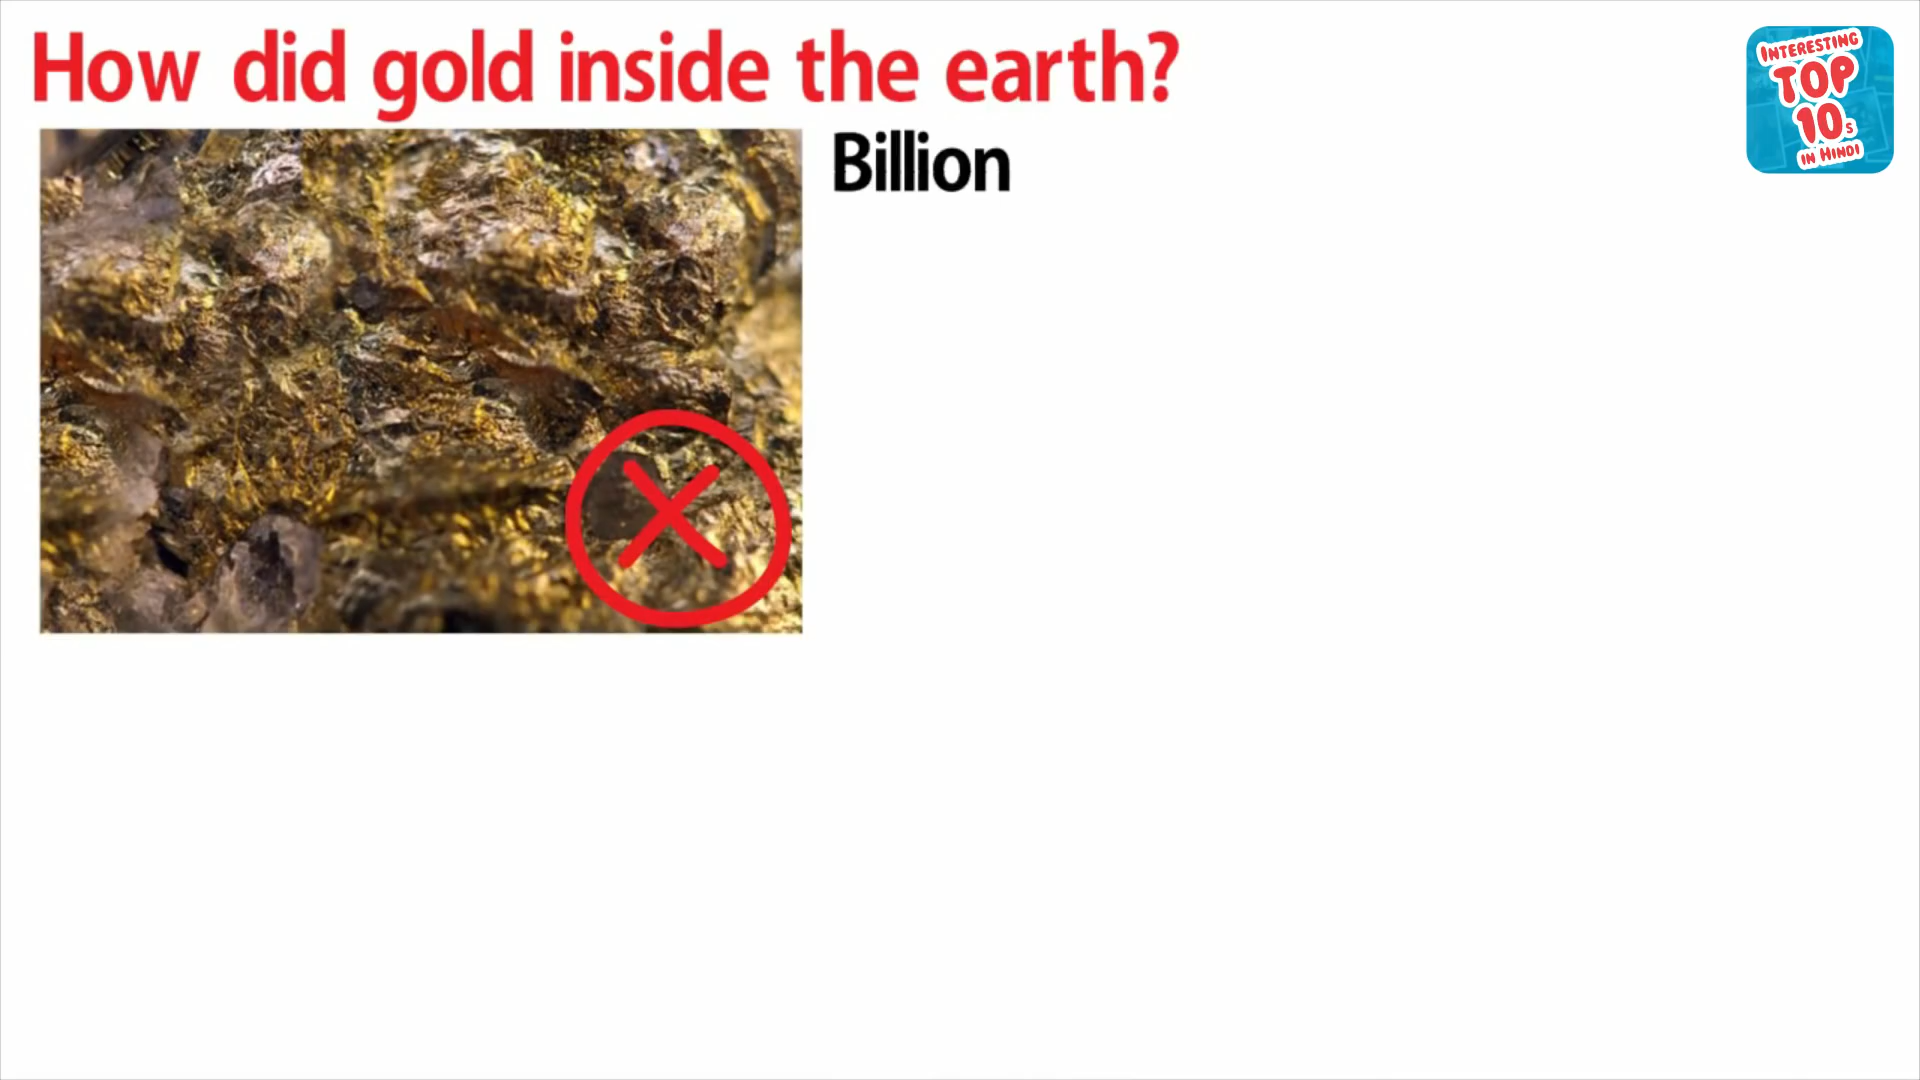 How did gold inside the earth?
Billion
INTERESTING
TOP
10s
IN HINDI